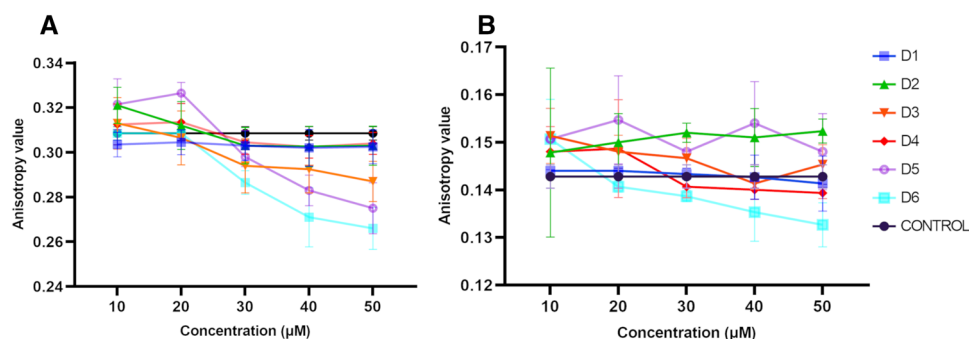 A
Anisotropy value
0.34
0.32
0.30
0.28
0.26
0.24
10 20 30 40 50
Concentration (µM)
B
Anisotropy value
0.17
0.16
0.15
0.14
0.13
0.12
10 20 30 40 50
Concentration (µM)
D1
D2
D3
D4
D5
D6
CONTROL